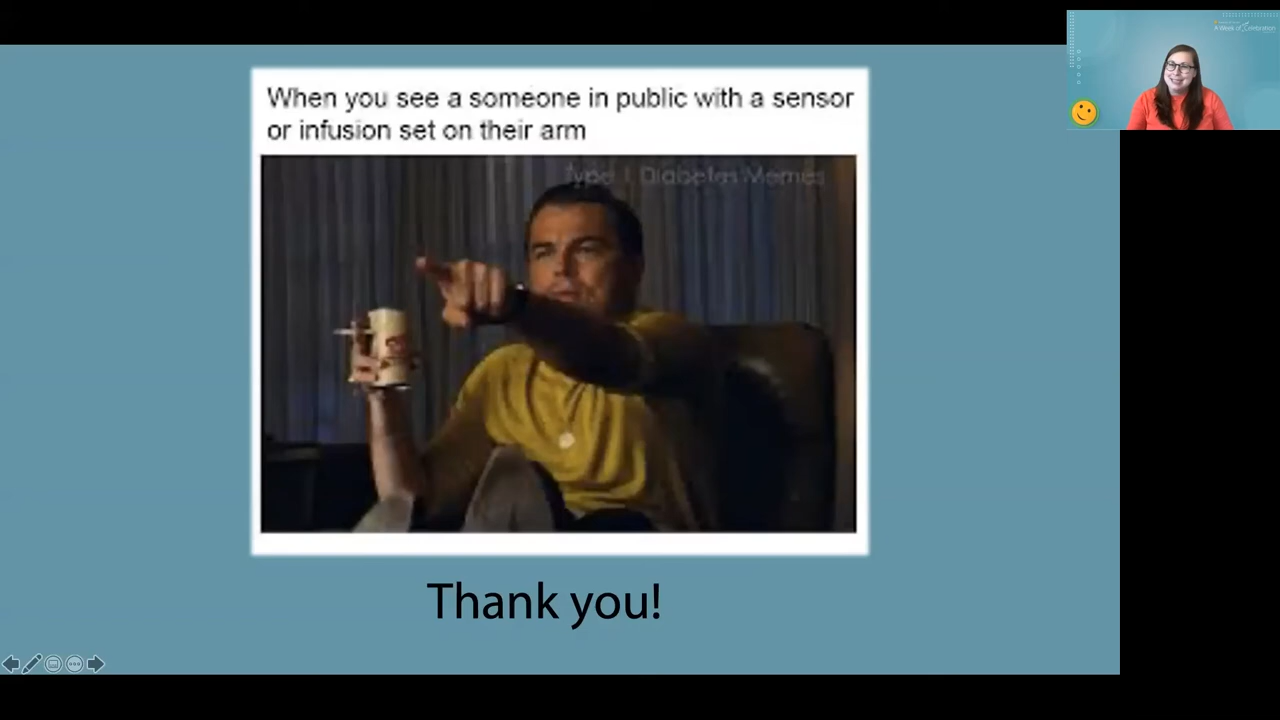 When you see a someone in public with a sensor
or infusion set on their arm
Type 1 Diabetes Memes
Thank you!
A Week of Celebration